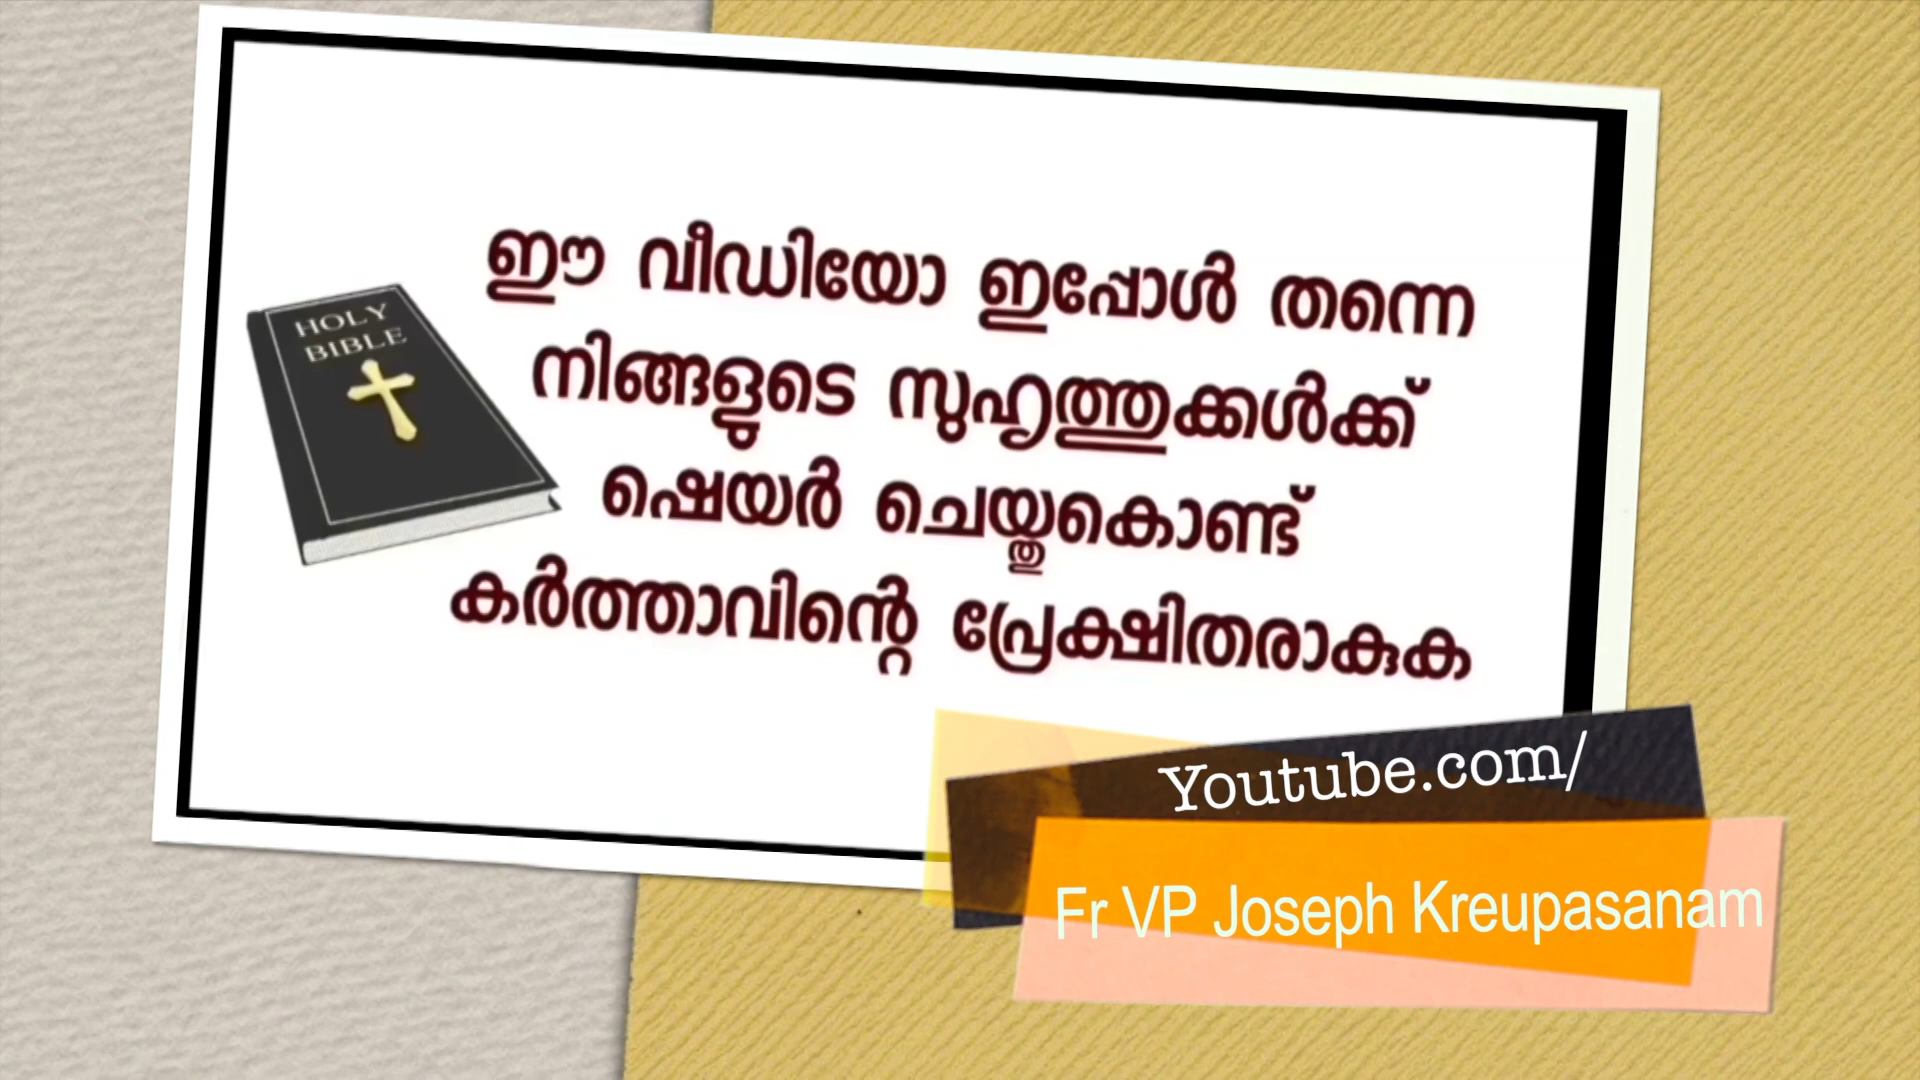 HOLY
BIBLE
ഈ വീഡിയോ ഇപ്പോൾ തന്നെ
നിങ്ങളുടെ സുഹൃത്തുക്കൾക്ക്
ഷെയർ ചെയ്തുകൊണ്ട്
കർത്താവിന്റെ പ്രേക്ഷിതരാകുക
Youtube.com/
Fr VP Joseph Kreupasanam